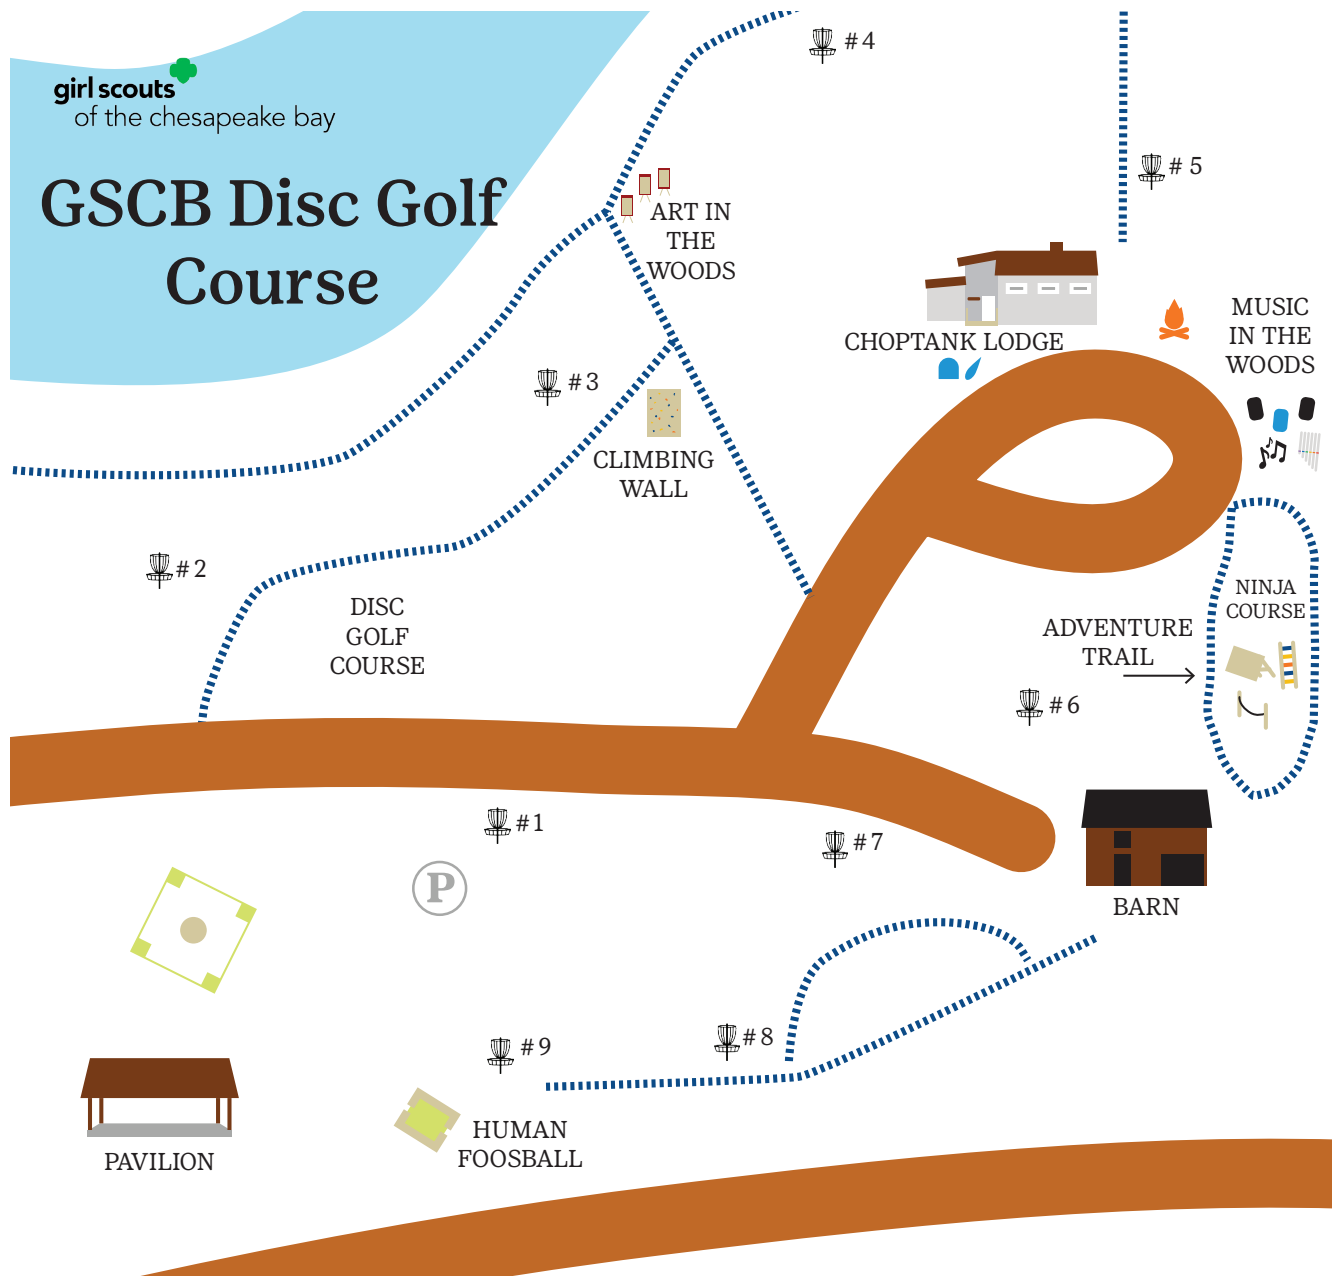 girl scouts
of the chesapeake bay
GSCB Disc Golf
Course
#4
#5
ART IN
THE
WOODS
CHOPTANK LODGE
MUSIC
IN THE
WOODS
#3
CLIMBING
WALL
#2
DISC
GOLF
COURSE
NINJA
COURSE
ADVENTURE
TRAIL
#6
#1
#7
P
BARN
#9
#8
HUMAN
FOOSBALL
PAVILION